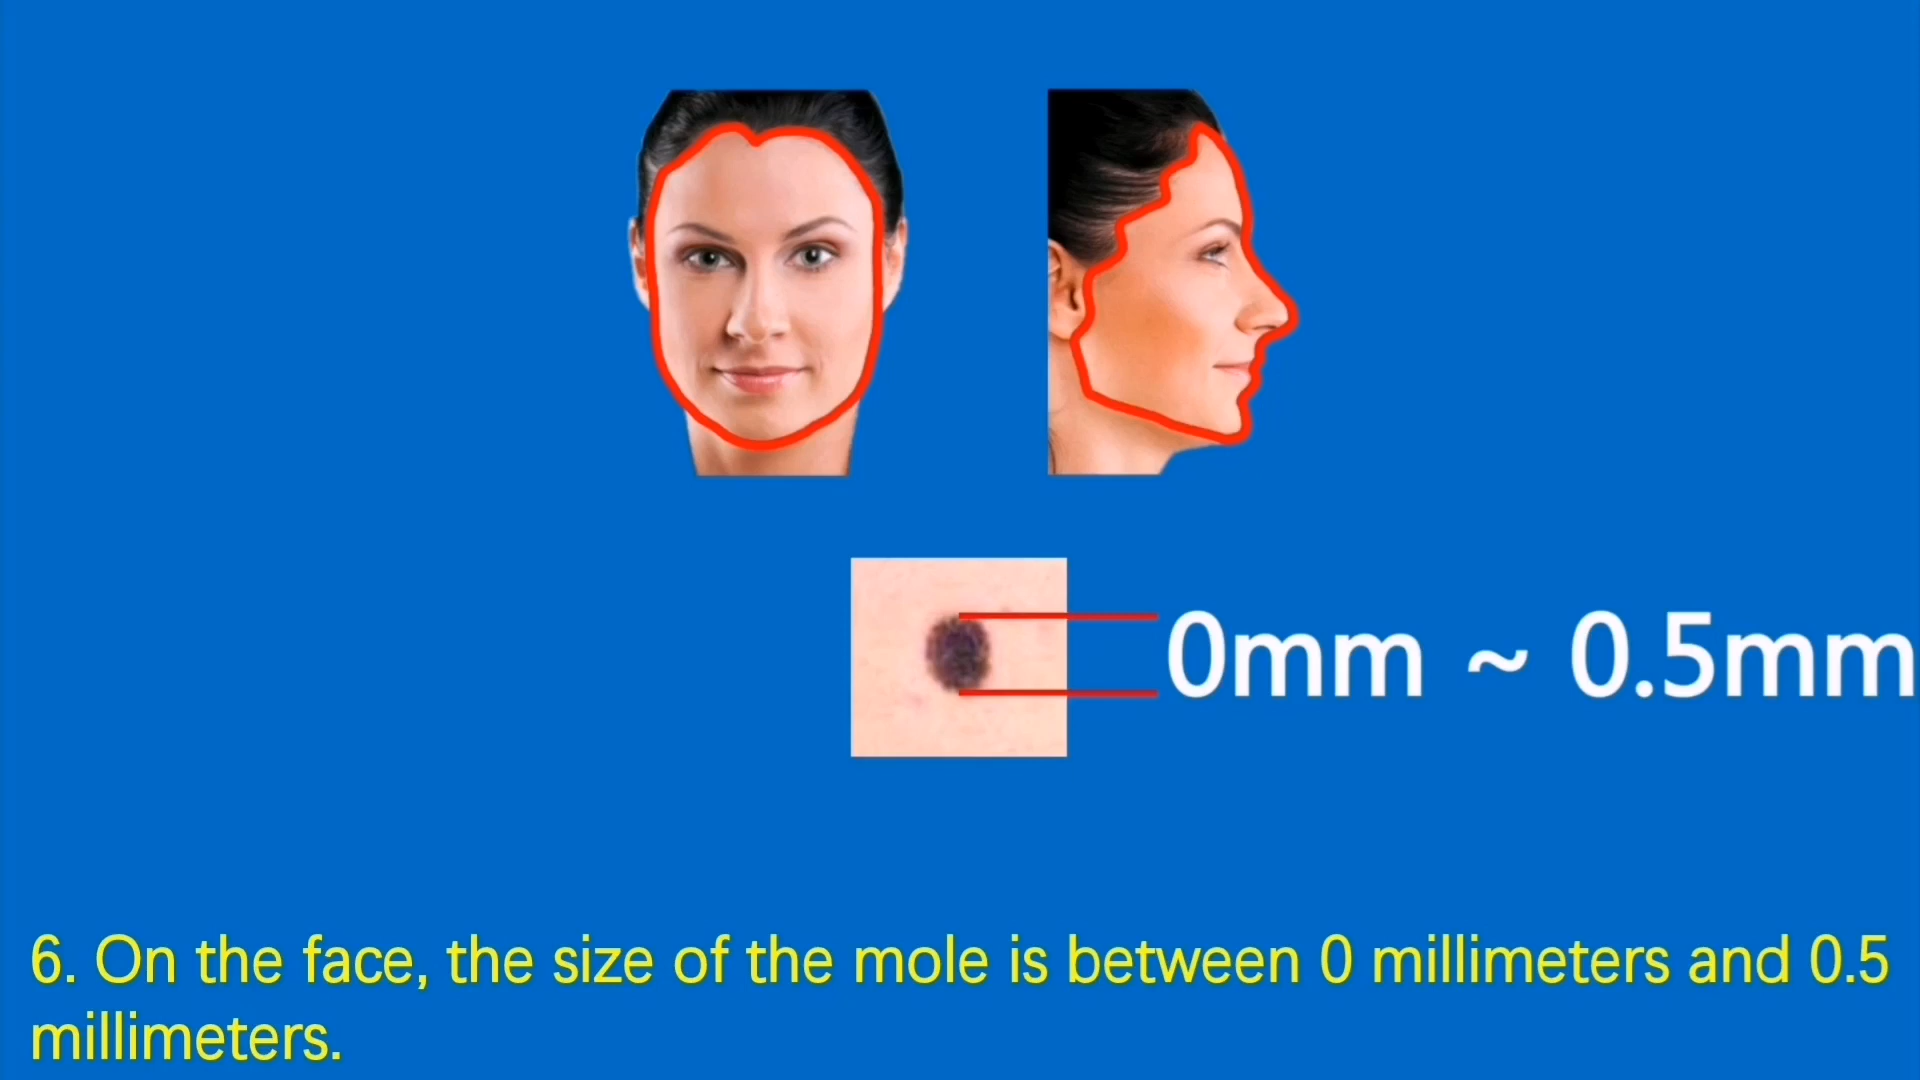 0mm ~ 0.5mm
6. On the face, the size of the mole is between 0 millimeters and 0.5
millimeters.